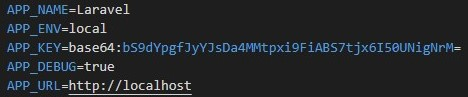 APP_NAME=Laravel
APP_ENV=local
APP_KEY=base64:bS9dYpgfJyYJsDa4MMtpxi9FiABS7tjx6I50UNigNrM=
APP_DEBUG=true
APP_URL=http://localhost